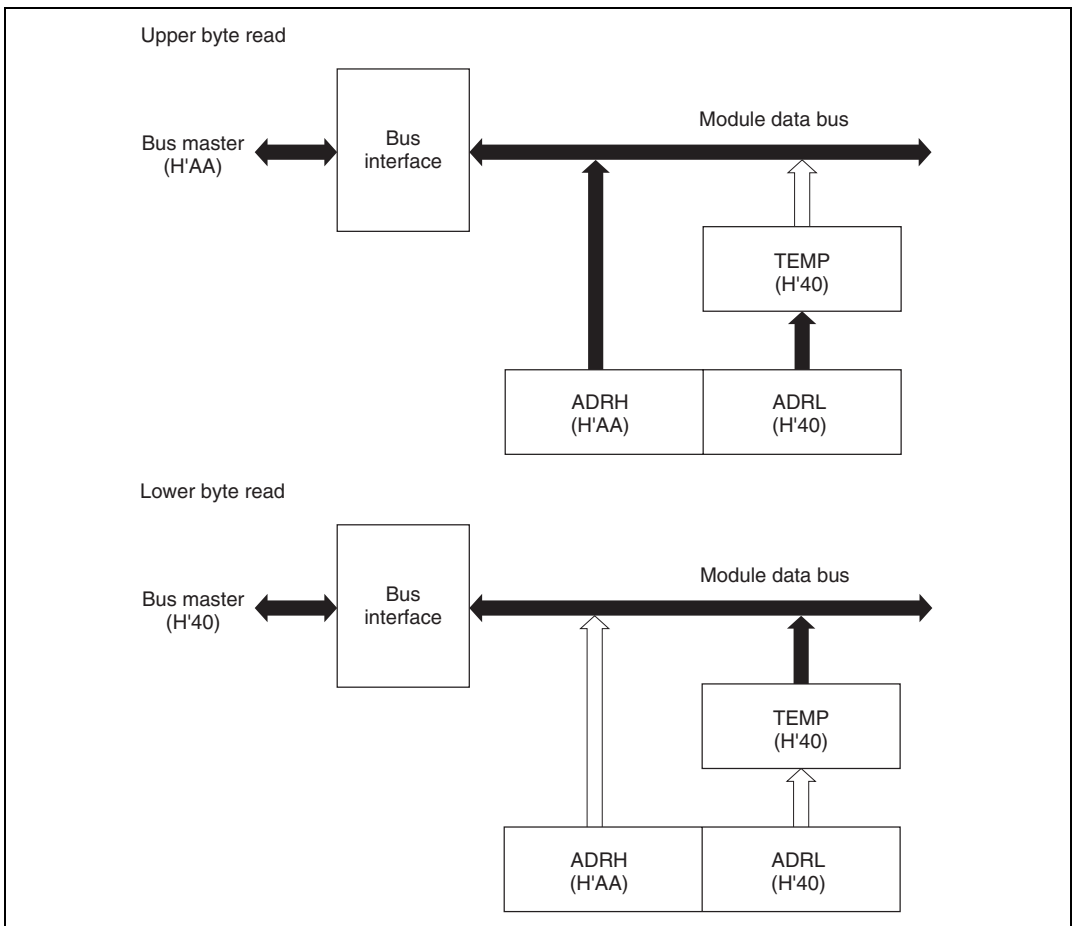 Upper byte read
Bus master
(H'AA)
Bus
interface
Module data bus
TEMP
(H'40)
ADRH
(H'AA)
ADRL
(H'40)
Lower byte read
Bus master
(H'40)
Bus
interface
Module data bus
TEMP
(H'40)
ADRH
(H'AA)
ADRL
(H'40)